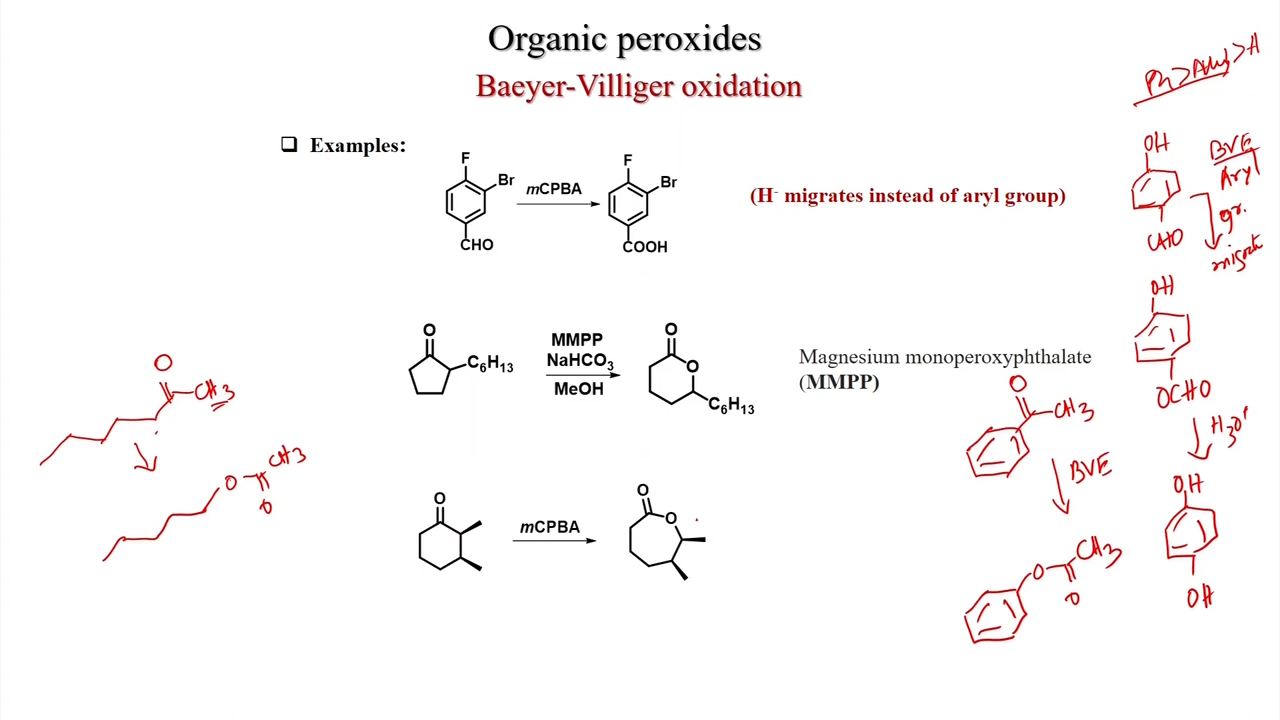 Organic peroxides
Baeyer-Villiger oxidation
Ph > Alkyl > H
❑ Examples:
F
Br
mCPBA
CHO
F
Br
COOH
(H⁻ migrates instead of aryl group)
OH
CHO
BVE
Aryl
gr.
migrate
OH
OCHO
H₃O⁺
OH
OH
O
C₆H₁₃
MMPP
NaHCO₃
MeOH
O
O
C₆H₁₃
Magnesium monoperoxyphthalate
(MMPP)
O
CH₃
O
CH₃
O
O
CH₃
BVE
O
CH₃
O
O
mCPBA
O
O